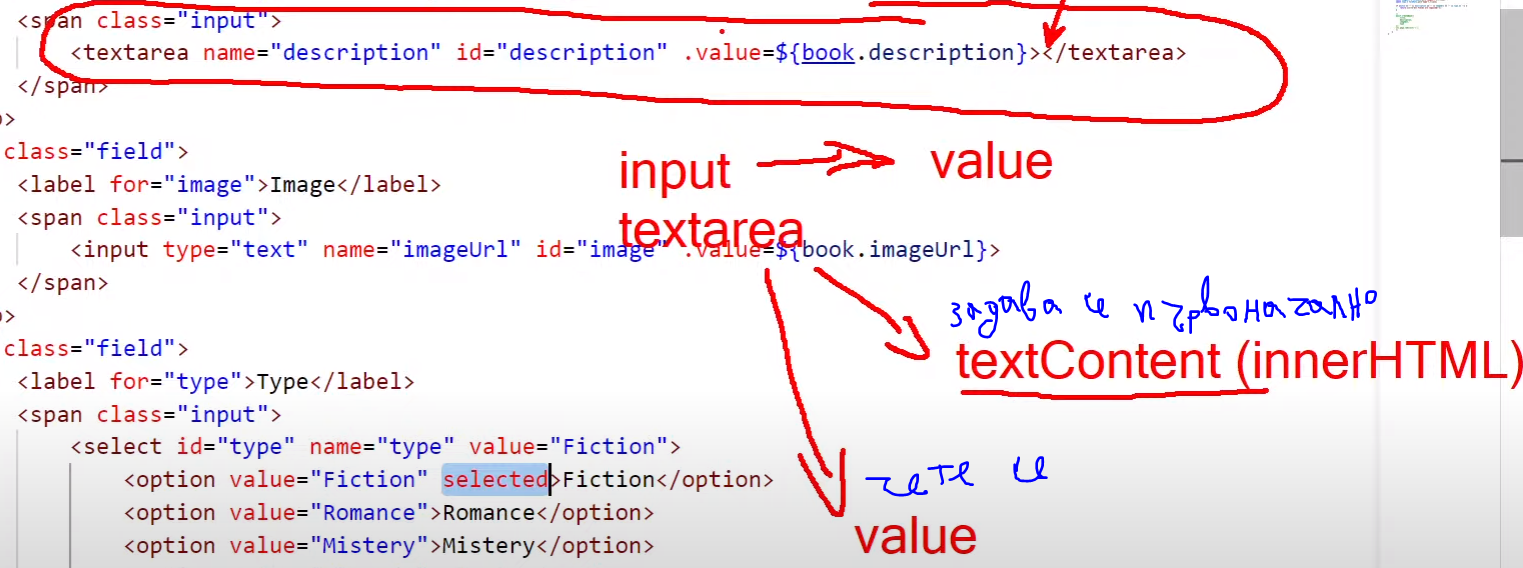 <span class="input">
<textarea name="description" id="description" .value=${book.description}></textarea>
</span>
>
class="field">
<label for="image">Image</label>
input value
<span class="input">
textarea
<input type="text" name="imageUrl" id="image" .value=${book.imageUrl}>
</span>
задава се първоначално
>
class="field">
textContent (innerHTML)
<label for="type">Type</label>
<span class="input">
<select id="type" name="type" value="Fiction">
<option value="Fiction" selected>Fiction</option>
чете се
<option value="Romance">Romance</option>
value
<option value="Mistery">Mistery</option>